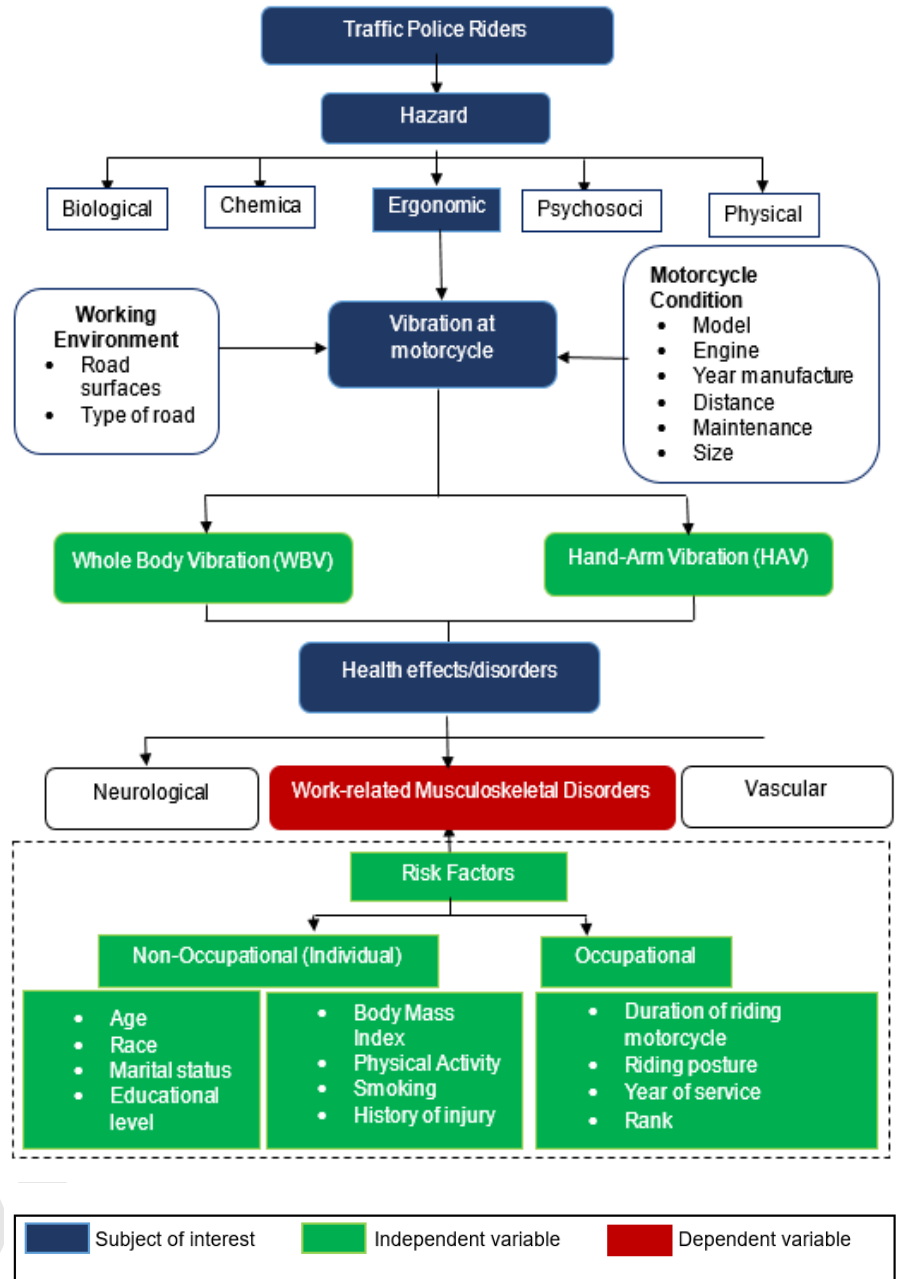 Traffic Police Riders
Hazard
Biological
Chemica
Ergonomic
Psychosoci
Physical
Working
Environment
• Road
surfaces
• Type of road
Vibration at
motorcycle
Motorcycle
Condition
• Model
• Engine
• Year manufacture
• Distance
• Maintenance
• Size
Whole Body Vibration (WBV)
Hand-Arm Vibration (HAV)
Health effects/disorders
Neurological
Work-related Musculoskeletal Disorders
Vascular
Risk Factors
Non-Occupational (Individual)
Occupational
• Age
• Race
• Marital status
• Educational
level
• Body Mass
Index
• Physical Activity
• Smoking
• History of injury
• Duration of riding
motorcycle
• Riding posture
• Year of service
• Rank
Subject of interest
Independent variable
Dependent variable